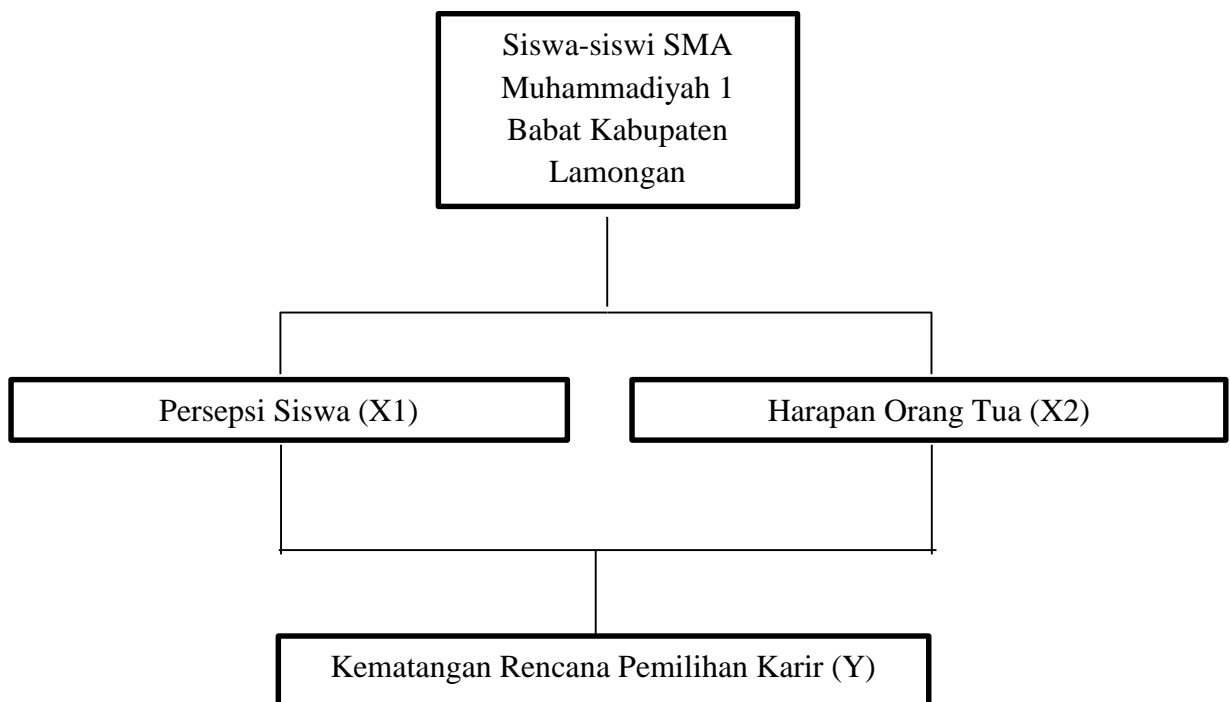 Siswa-siswi SMA
Muhammadiyah 1
Babat Kabupaten
Lamongan
Persepsi Siswa (X1)
Harapan Orang Tua (X2)
Kematangan Rencana Pemilihan Karir (Y)